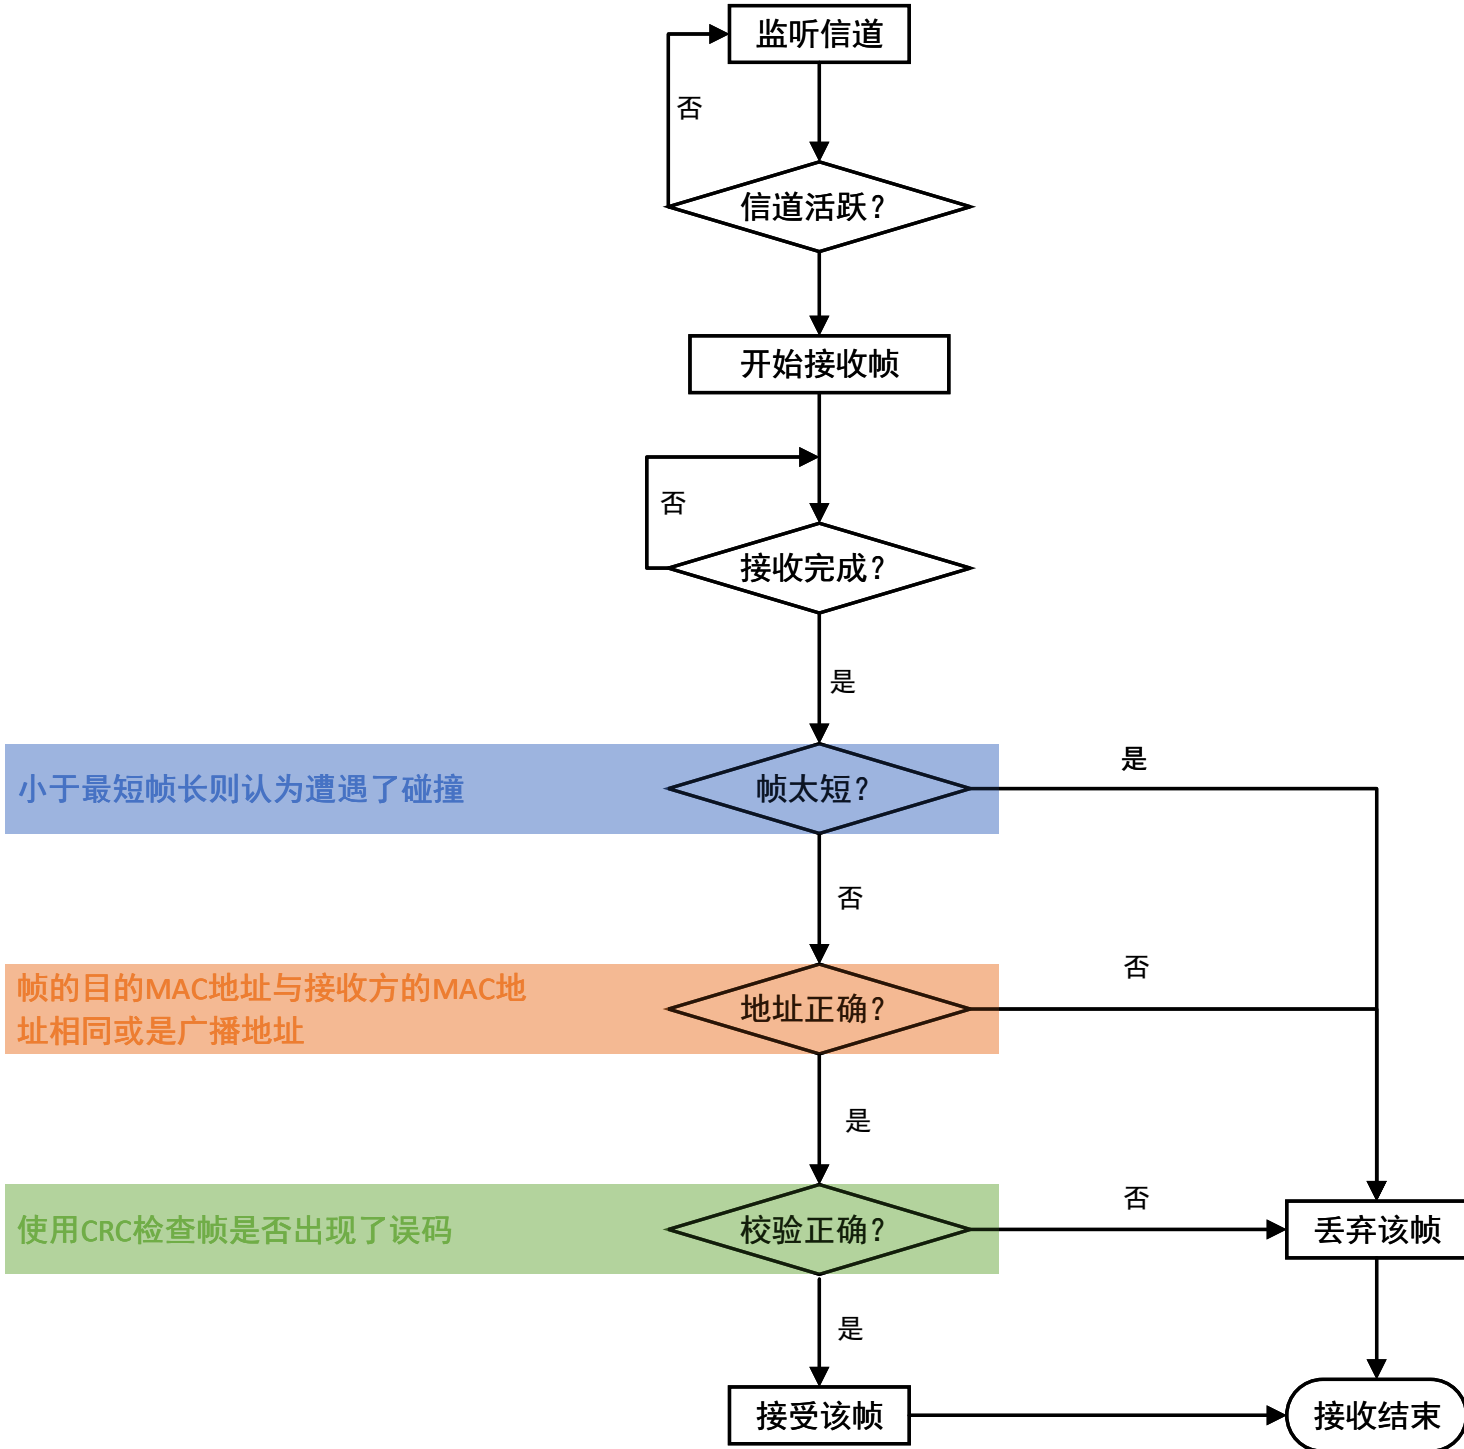 监听信道
否
信道活跃？
开始接收帧
否
接收完成？
是
小于最短帧长则认为遭遇了碰撞
帧太短？
是
否
帧的目的MAC地址与接收方的MAC地
址相同或是广播地址
地址正确？
否
是
使用CRC检查帧是否出现了误码
校验正确？
否
丢弃该帧
是
接受该帧
接收结束